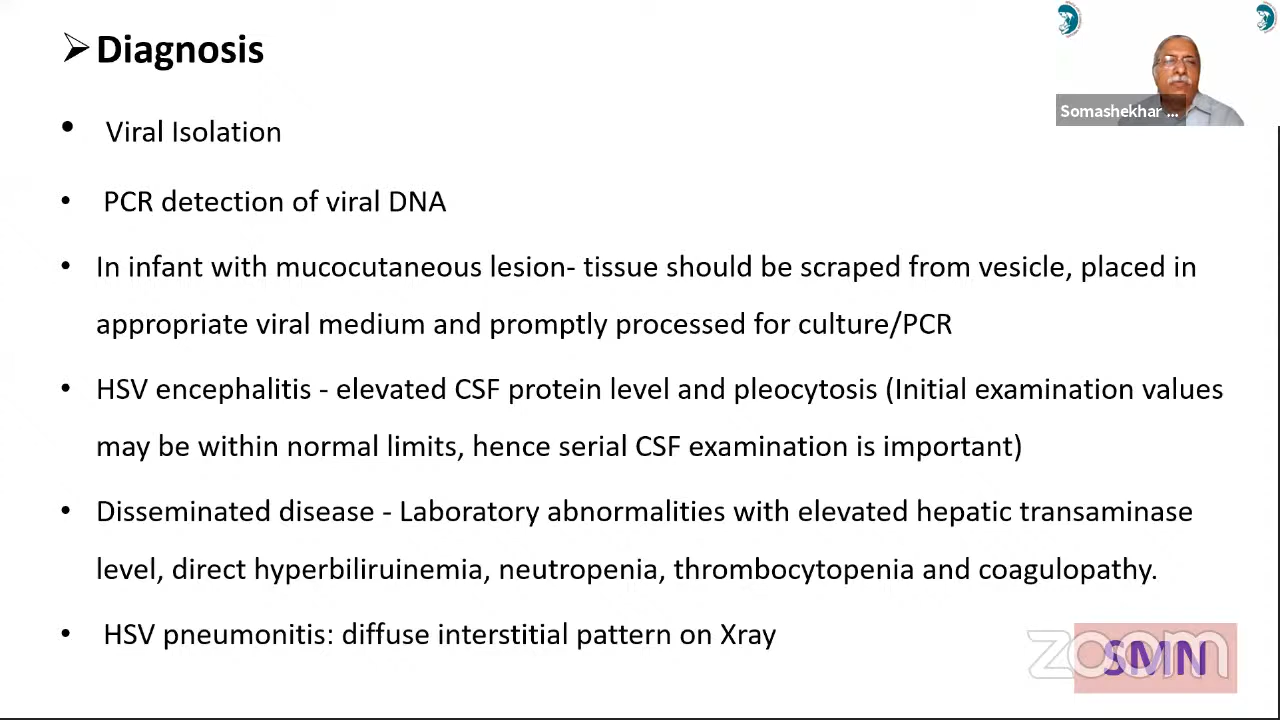 ➢ Diagnosis
• Viral Isolation
• PCR detection of viral DNA
• In infant with mucocutaneous lesion- tissue should be scraped from vesicle, placed in
appropriate viral medium and promptly processed for culture/PCR
• HSV encephalitis - elevated CSF protein level and pleocytosis (Initial examination values
may be within normal limits, hence serial CSF examination is important)
• Disseminated disease - Laboratory abnormalities with elevated hepatic transaminase
level, direct hyperbiliruinemia, neutropenia, thrombocytopenia and coagulopathy.
• HSV pneumonitis: diffuse interstitial pattern on Xray
Somashekhar ...
zoom
SMN